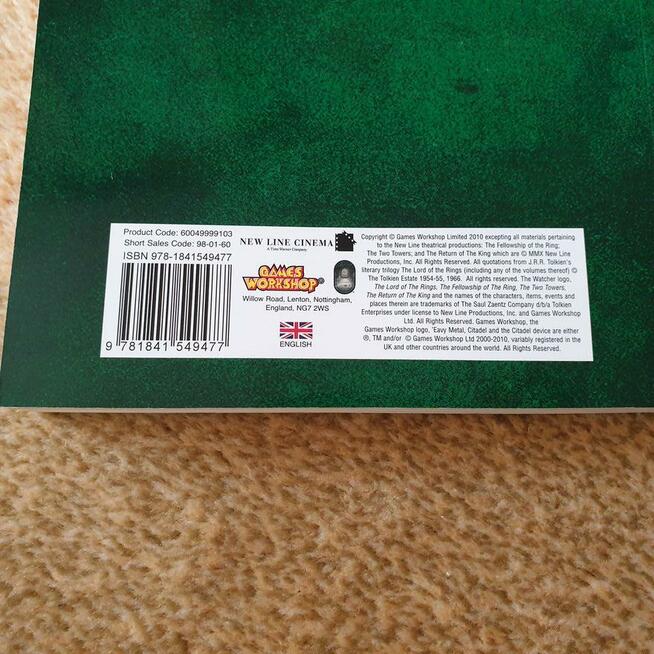 Product Code: 60049999103
Short Sales Code: 98-01-60
ISBN 978-1841549477
9 781841 549477
NEW LINE CINEMA
A Time Warner Company
GAMES
WORKSHOP
Willow Road, Lenton, Nottingham,
England, NG7 2WS
ENGLISH
Copyright © Games Workshop Limited 2010 excepting all materials pertaining
to the New Line theatrical productions: The Fellowship of the Ring;
The Two Towers; and The Return of The King which are © MMX New Line
Productions, Inc. All Rights Reserved. All quotations from J.R.R. Tolkien's
literary trilogy The Lord of the Rings (including any of the volumes thereof) ©
The Tolkien Estate 1954-55, 1966. All rights reserved. The Watcher logo,
The Lord of The Rings, The Fellowship of The Ring, The Two Towers,
The Return of The King and the names of the characters, items, events and
places therein are trademarks of The Saul Zaentz Company d/b/a Tolkien
Enterprises under license to New Line Productions, Inc. and Games Workshop
Ltd. All Rights Reserved. Games Workshop, the
Games Workshop logo, 'Eavy Metal, Citadel and the Citadel device are either
®, TM and/or © Games Workshop Ltd 2000-2010, variably registered in the
UK and other countries around the world. All Rights Reserved.